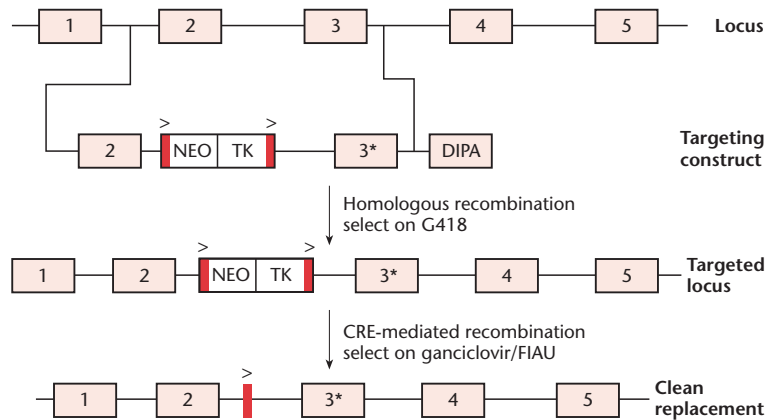 1 2 3 4 5 Locus
> >
2 NEO TK 3* DIPA Targeting
construct
Homologous recombination
select on G418
> >
1 2 NEO TK 3* 4 5 Targeted
locus
CRE-mediated recombination
select on ganciclovir/FIAU
>
1 2 3* 4 5 Clean
replacement